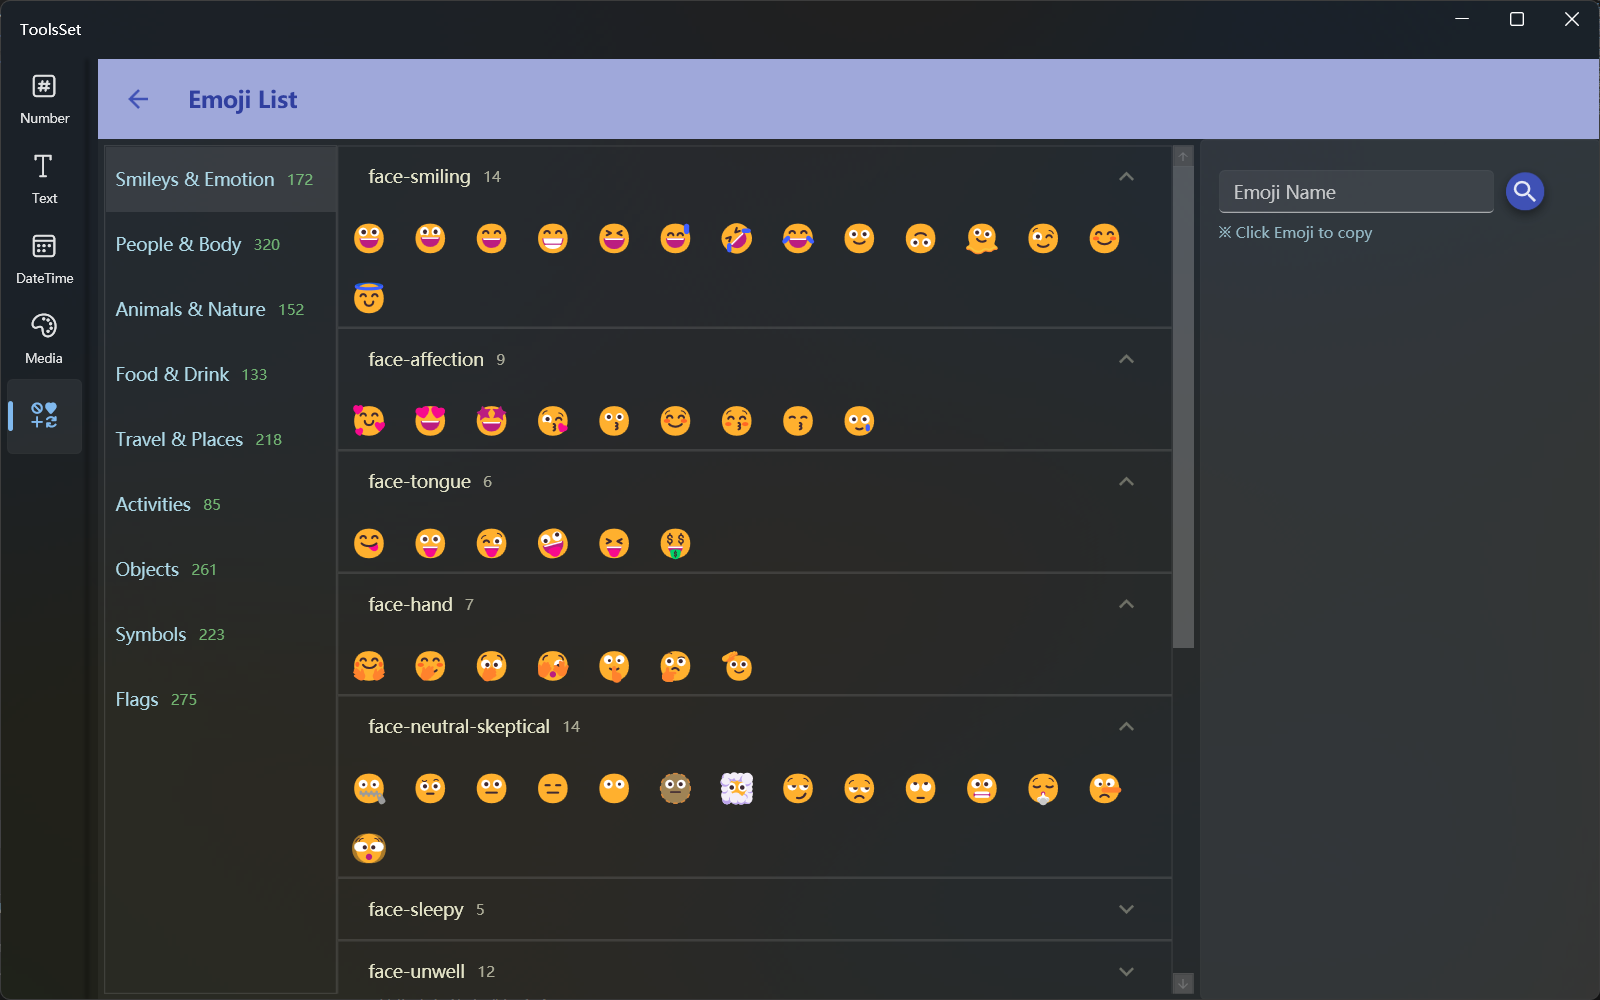 ToolsSet
Number
Text
DateTime
Media
Emoji List
Smileys & Emotion 172
People & Body 320
Animals & Nature 152
Food & Drink 133
Travel & Places 218
Activities 85
Objects 261
Symbols 223
Flags 275
face-smiling 14
face-affection 9
face-tongue 6
face-hand 7
face-neutral-skeptical 14
face-sleepy 5
face-unwell 12
Emoji Name
※ Click Emoji to copy